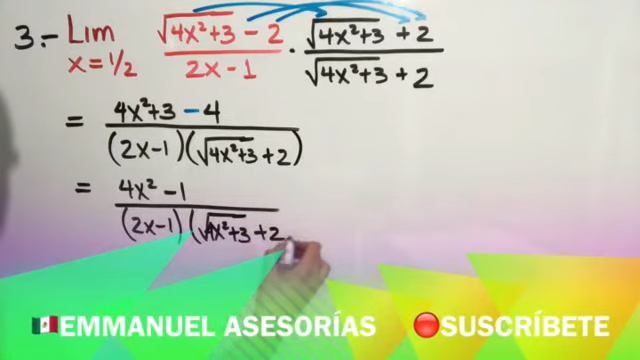 3.- Lim x=1/2 (√(4x²+3) - 2)/(2x-1) · (√(4x²+3) + 2)/(√(4x²+3) + 2)
= (4x²+3 - 4)/((2x-1)(√(4x²+3) + 2))
= (4x² - 1)/((2x-1)(√(4x²+3) + 2
EMMANUEL ASESORÍAS SUSCRÍBETE